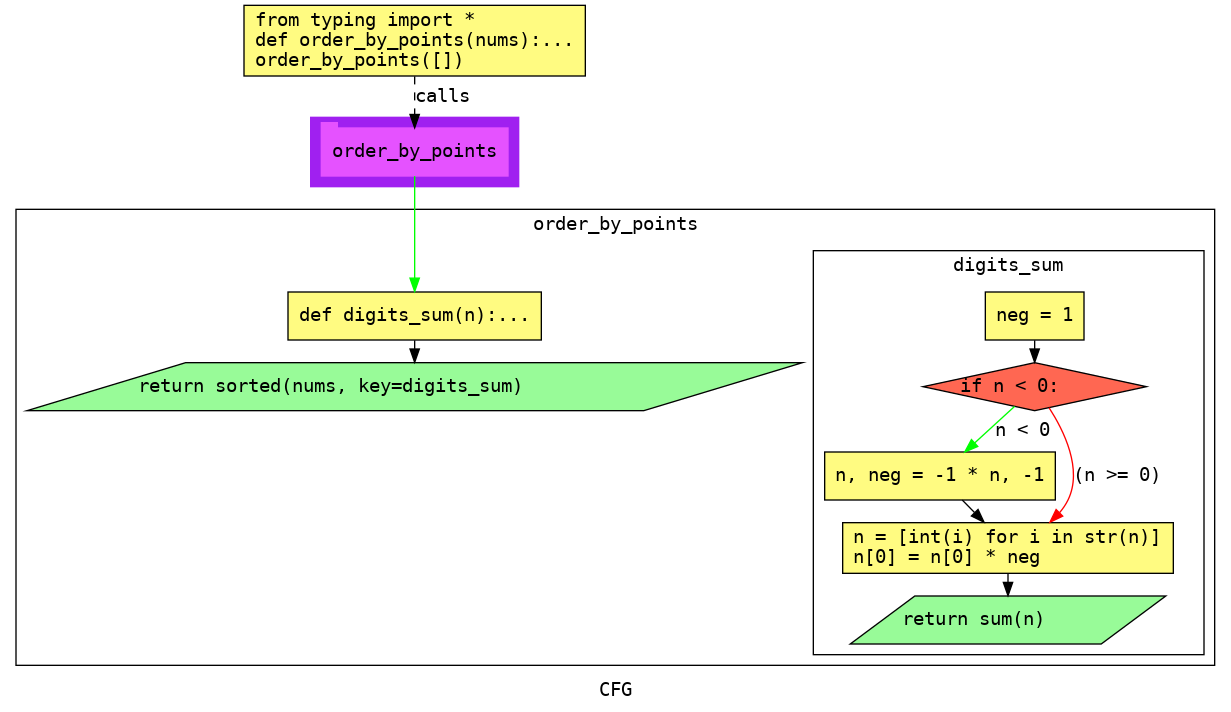 from typing import *
def order_by_points(nums):...
order_by_points([])
calls
order_by_points
order_by_points
digits_sum
def digits_sum(n):...
neg = 1
return sorted(nums, key=digits_sum)
if n < 0:
n < 0
n, neg = -1 * n, -1
(n >= 0)
n = [int(i) for i in str(n)]
n[0] = n[0] * neg
return sum(n)
CFG